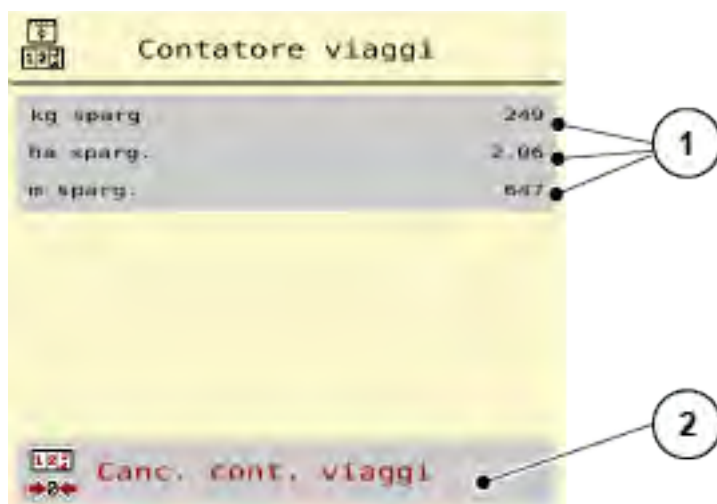 Contatore viaggi
kg sparg 249
ha sparg. 2.06
m sparg. 647
1
Canc. cont. viaggi
2